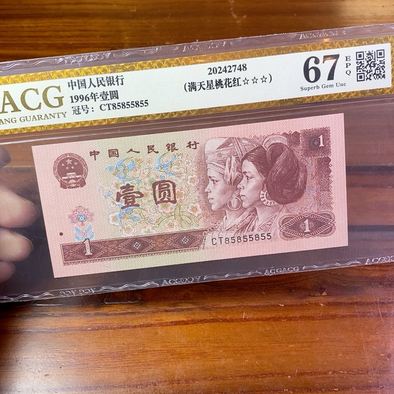 ACG
ANG GUARANTY
中国人民银行
1996年壹圆
冠号: CT85855855
20242748
(满天星桃花红☆☆☆)
67
EPQ
Superb Gem Unc
中国人民银行
1
壹圆
1
1
CT85855855
ACGACG